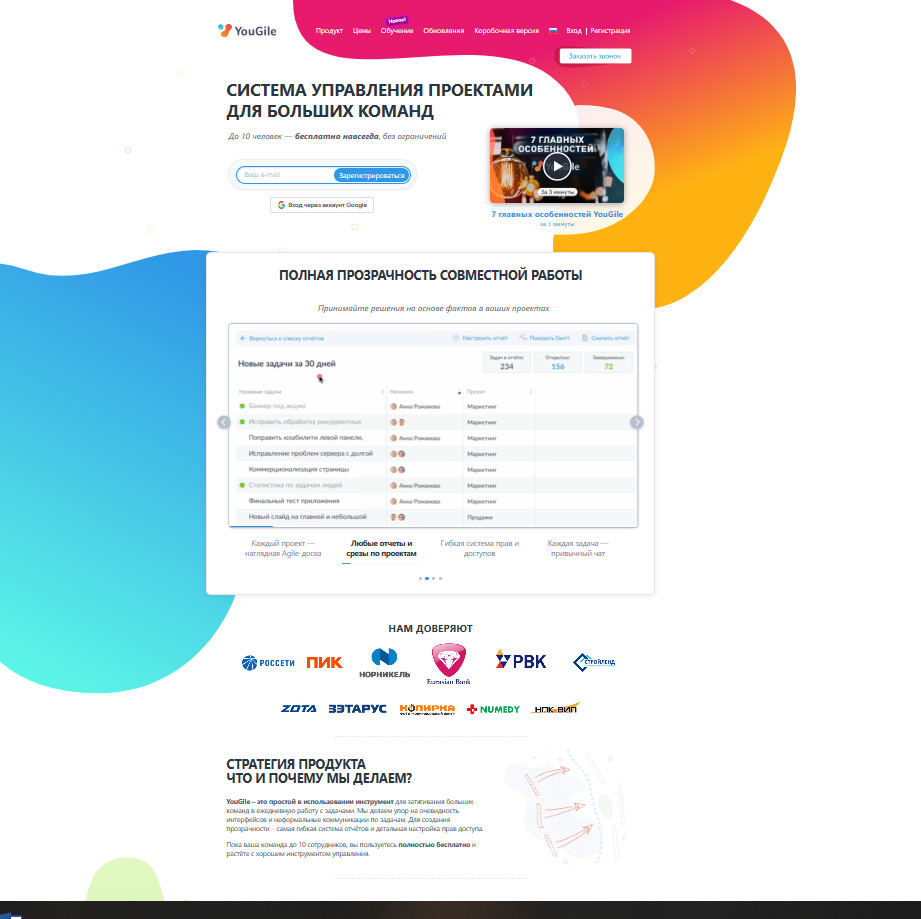 YouGile
Продукт Цены Обучение Обновления Коробочная версия Вход | Регистрация
Новое!
Заказать звонок
СИСТЕМА УПРАВЛЕНИЯ ПРОЕКТАМИ
ДЛЯ БОЛЬШИХ КОМАНД
До 10 человек — бесплатно навсегда, без ограничений
Ваш e-mail Зарегистрироваться
Вход через аккаунт Google
7 ГЛАВНЫХ
ОСОБЕННОСТЕЙ
За 3 минуты
7 главных особенностей YouGile
за 3 минуты
ПОЛНАЯ ПРОЗРАЧНОСТЬ СОВМЕСТНОЙ РАБОТЫ
Принимайте решения на основе фактов в ваших проектах
Вернуться к списку отчётов Настроить отчёт Показать Гантт Скачать отчёт
Новые задачи за 30 дней
Задач в отчёте: Открытых: Завершенных:
234 156 72
Название задачи Назначен Проект
Баннер под акцию Анна Романова Маркетинг
Исправить обработку рекуррентных Маркетинг
Поправить юзабилити левой панели, Анна Романова Маркетинг
Исправление проблем сервера с долгой Маркетинг
Коммерционализация страницы Маркетинг
Статистика по задачам людей Анна Романова Маркетинг
Финальный тест приложения Анна Романова Маркетинг
Новый слайд на главной и небольшой Продажи
Каждый проект —
наглядная Agile-доска
Любые отчеты и
срезы по проектам
Гибкая система прав и
доступов
Каждая задача —
привычный чат
НАМ ДОВЕРЯЮТ
РОССЕТИ ПИК НОРНИКЕЛЬ Eurasian Bank РВК СТРОЙЛЕНД
ZOTA ЗЭТАРУС КОПИРКА NUMEDY НПК ВИП
СТРАТЕГИЯ ПРОДУКТА
ЧТО И ПОЧЕМУ МЫ ДЕЛАЕМ?
YouGile – это простой в использовании инструмент для затягивания больших
команд в ежедневную работу с задачами. Мы делаем упор на очевидность
интерфейсов и неформальные коммуникации по задачам. Для создания
прозрачности – самая гибкая система отчётов и детальная настройка прав доступа.
Пока ваша команда до 10 сотрудников, вы пользуетесь полностью бесплатно и
растёте с хорошим инструментом управления.